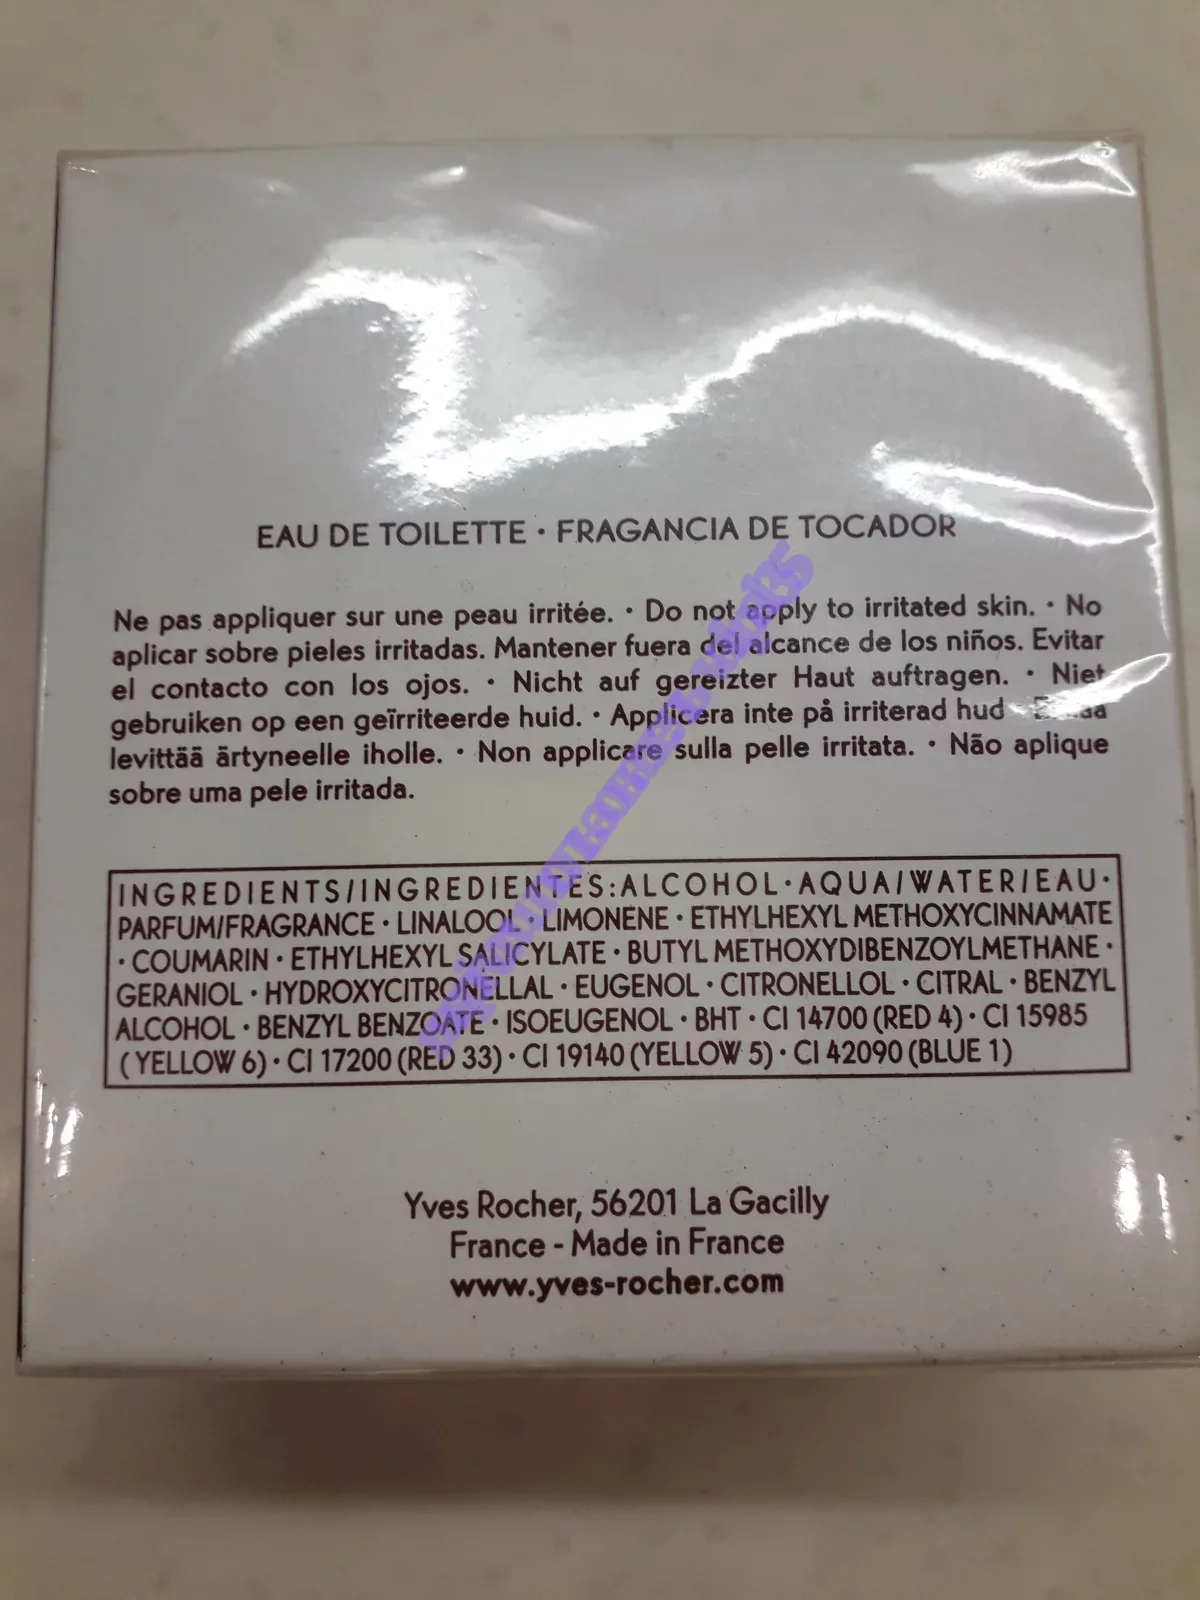 EAU DE TOILETTE · FRAGANCIA DE TOCADOR
Ne pas appliquer sur une peau irritée. · Do not apply to irritated skin. · No
aplicar sobre pieles irritadas. Mantener fuera del alcance de los niños. Evitar
el contacto con los ojos. · Nicht auf gereizter Haut auftragen. · Niet
gebruiken op een geïrriteerde huid. · Applicera inte på irriterad hud
levittää ärtyneelle iholle. · Non applicare sulla pelle irritata. · Não aplique
sobre uma pele irritada.
INGREDIENTS/INGREDIENTES:ALCOHOL·AQUA/WATER/EAU·
PARFUM/FRAGRANCE · LINALOOL · LIMONENE · ETHYLHEXYL METHOXYCINNAMATE
· COUMARIN · ETHYLHEXYL SALICYLATE · BUTYL METHOXYDIBENZOYLMETHANE ·
GERANIOL · HYDROXYCITRONELLAL · EUGENOL · CITRONELLOL · CITRAL · BENZYL
ALCOHOL · BENZYL BENZOATE · ISOEUGENOL · BHT · CI 14700 (RED 4) · CI 15985
(YELLOW 6) · CI 17200 (RED 33) · CI 19140 (YELLOW 5) · CI 42090 (BLUE 1)
Yves Rocher, 56201 La Gacilly
France - Made in France
www.yves-rocher.com